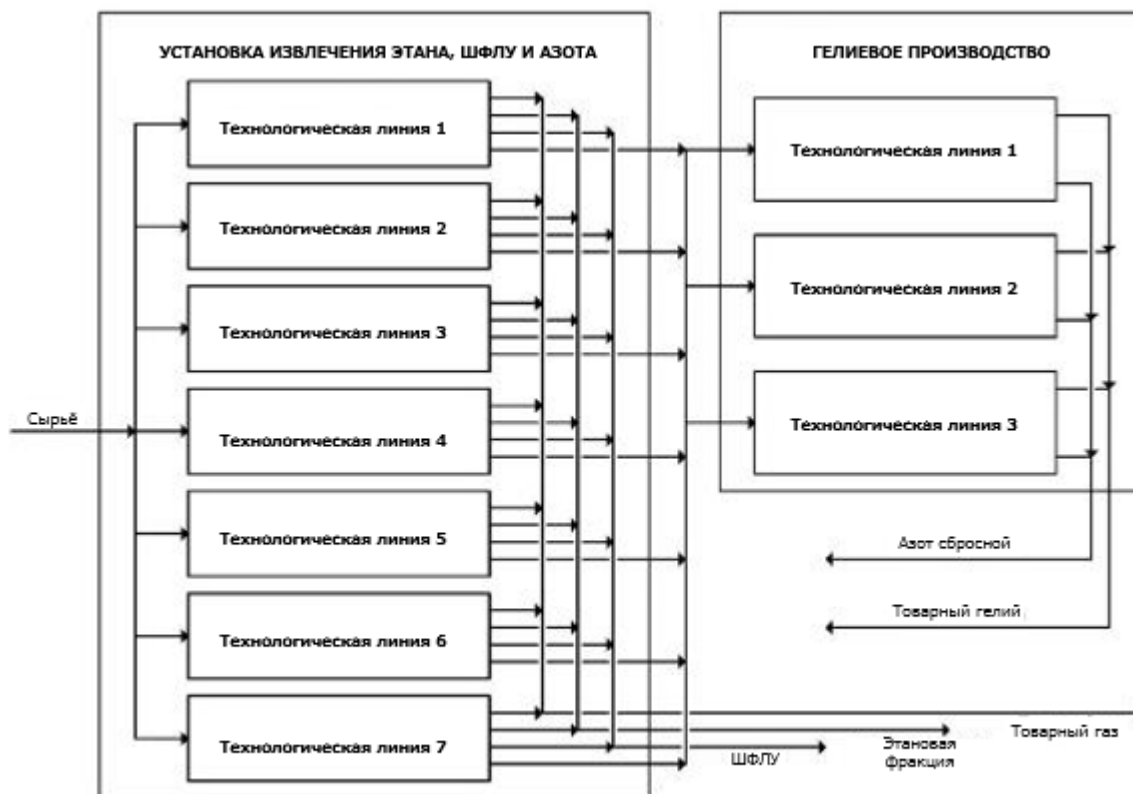 УСТАНОВКА ИЗВЛЕЧЕНИЯ ЭТАНА, ШФЛУ И АЗОТА
Технологическая линия 1
Технологическая линия 2
Технологическая линия 3
Технологическая линия 4
Технологическая линия 5
Технологическая линия 6
Технологическая линия 7
Сырьё
ГЕЛИЕВОЕ ПРОИЗВОДСТВО
Технологическая линия 1
Технологическая линия 2
Технологическая линия 3
Азот сбросной
Товарный гелий
Товарный газ
Этановая
фракция
ШФЛУ